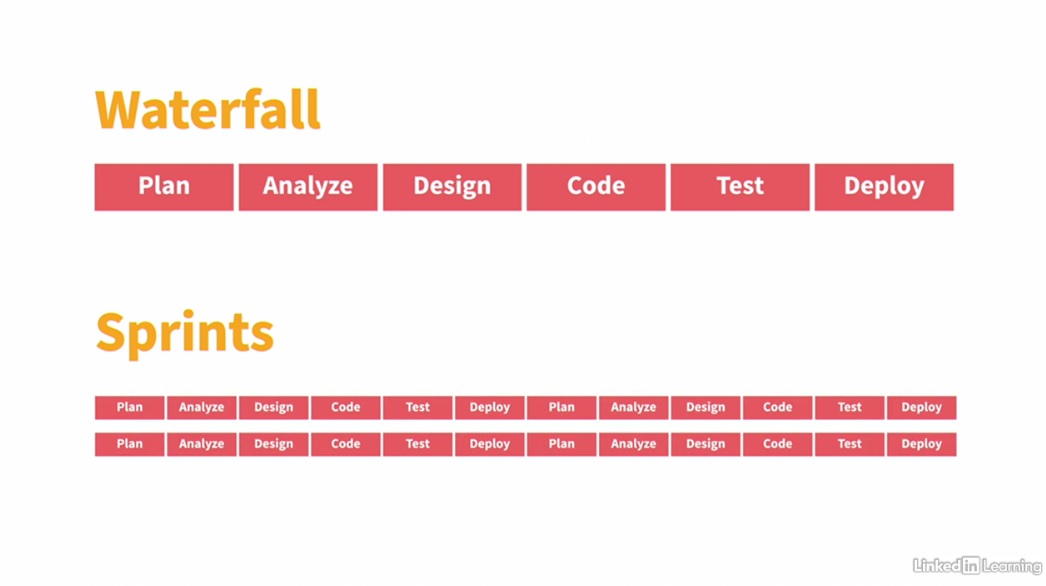 Waterfall
Plan Analyze Design Code Test Deploy
Sprints
Plan Analyze Design Code Test Deploy Plan Analyze Design Code Test Deploy
Plan Analyze Design Code Test Deploy Plan Analyze Design Code Test Deploy
Linked in Learning